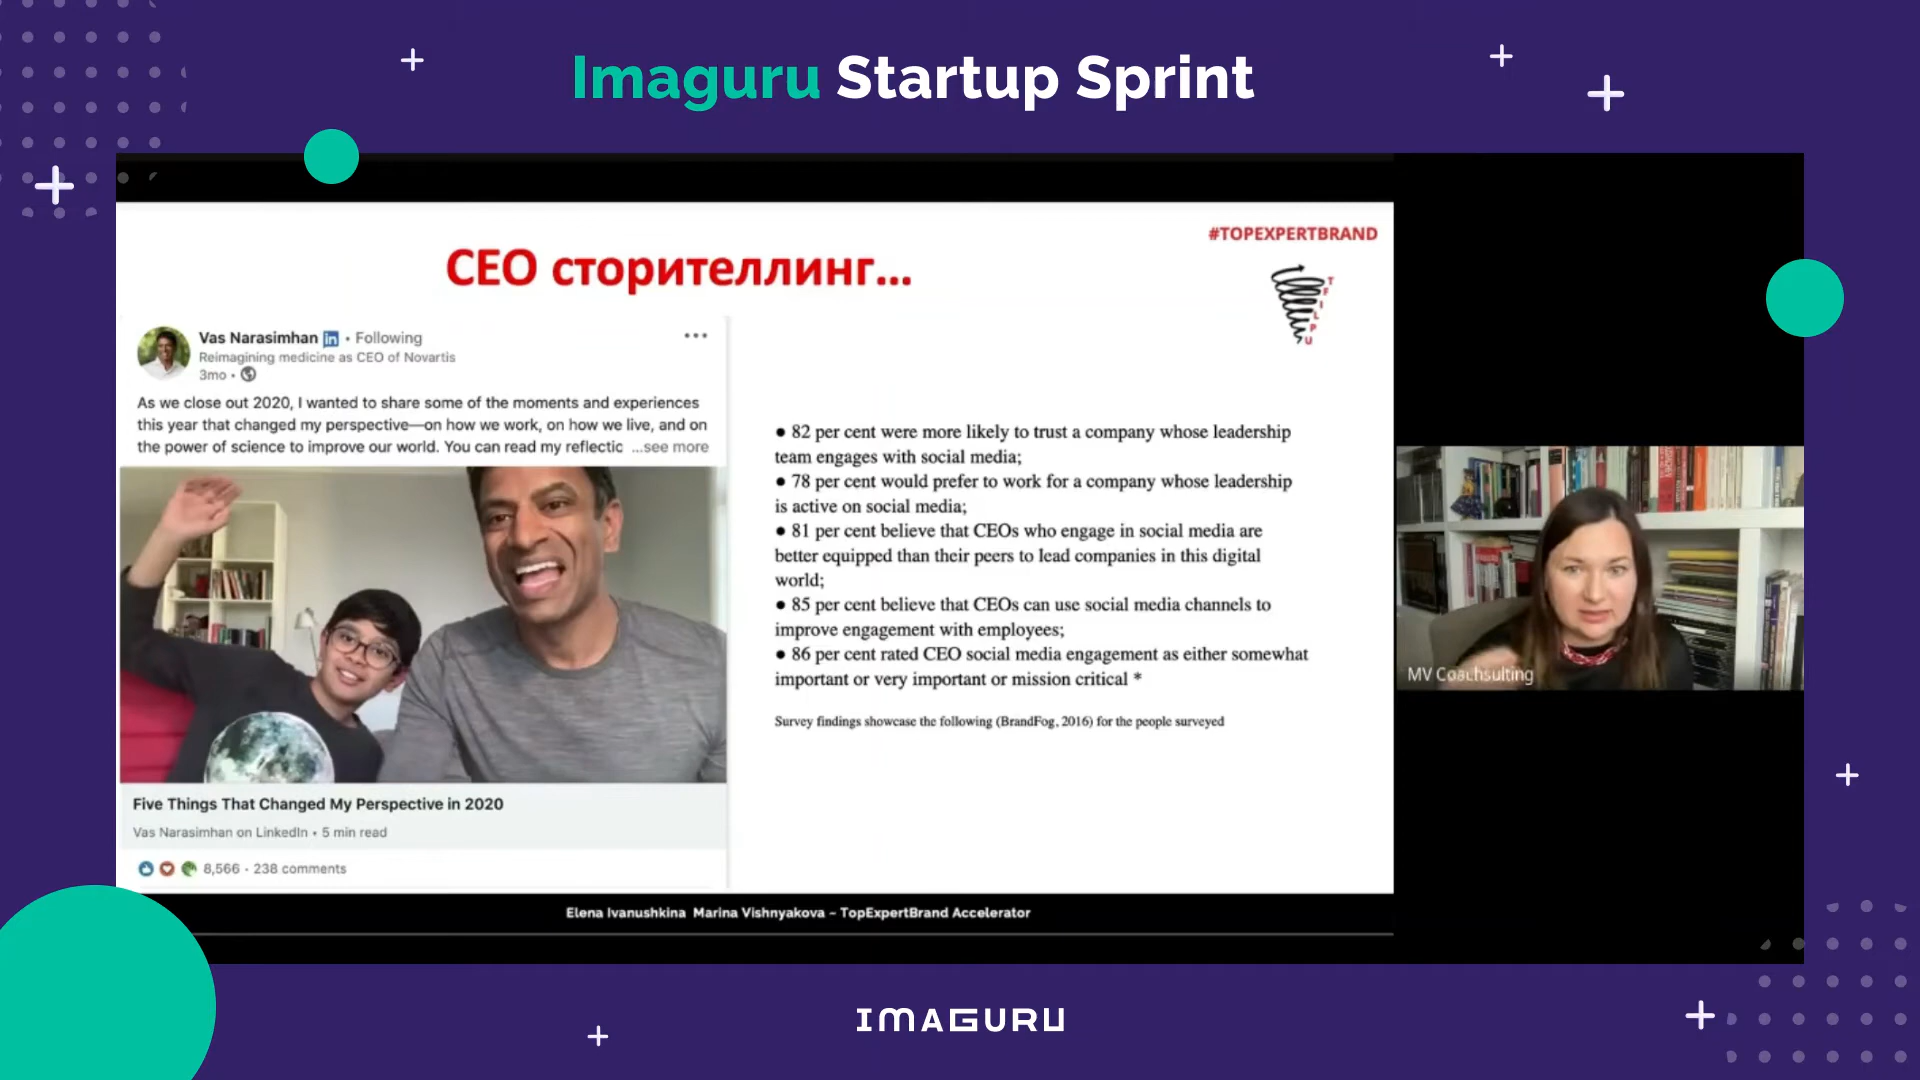 Imaguru Startup Sprint
#TOPEXPERTBRAND
CEO сторителлинг...
T
F
I
L
P
U
Vas Narasimhan in • Following
Reimagining medicine as CEO of Novartis
3mo •
As we close out 2020, I wanted to share some of the moments and experiences
this year that changed my perspective—on how we work, on how we live, and on
the power of science to improve our world. You can read my reflectic ...see more
Five Things That Changed My Perspective in 2020
Vas Narasimhan on LinkedIn • 5 min read
8,566 · 238 comments
● 82 per cent were more likely to trust a company whose leadership
team engages with social media;
● 78 per cent would prefer to work for a company whose leadership
is active on social media;
● 81 per cent believe that CEOs who engage in social media are
better equipped than their peers to lead companies in this digital
world;
● 85 per cent believe that CEOs can use social media channels to
improve engagement with employees;
● 86 per cent rated CEO social media engagement as either somewhat
important or very important or mission critical *
Survey findings showcase the following (BrandFog, 2016) for the people surveyed
MV Coachsulting
Elena Ivanushkina Marina Vishnyakova – TopExpertBrand Accelerator
IMAGURU